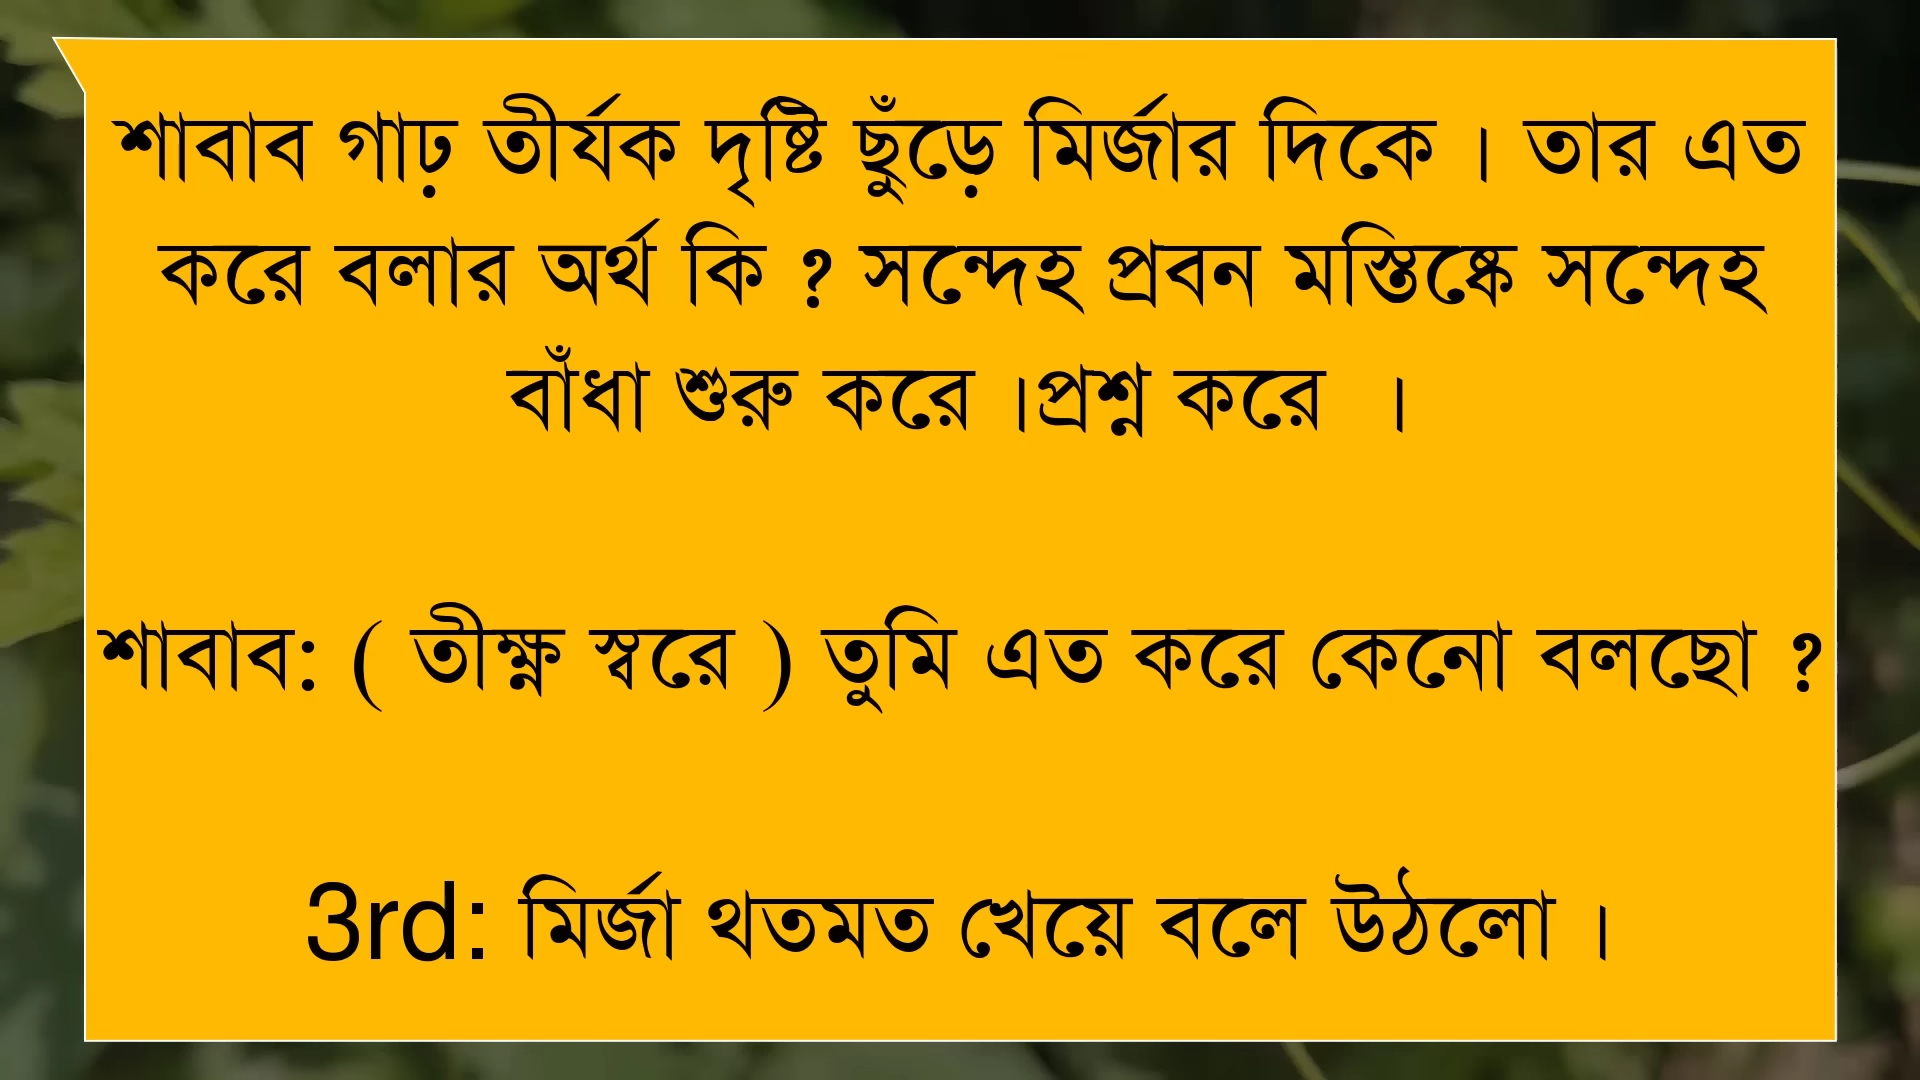 শাবাব গাঢ় তীর্যক দৃষ্টি ছুঁড়ে মির্জার দিকে । তার এত
করে বলার অর্থ কি ? সন্দেহ প্রবন মস্তিষ্কে সন্দেহ
বাঁধা শুরু করে ।প্রশ্ন করে ।
শাবাব: ( তীক্ষ্ণ স্বরে ) তুমি এত করে কেনো বলছো ?
3rd: মির্জা থতমত খেয়ে বলে উঠলো ।